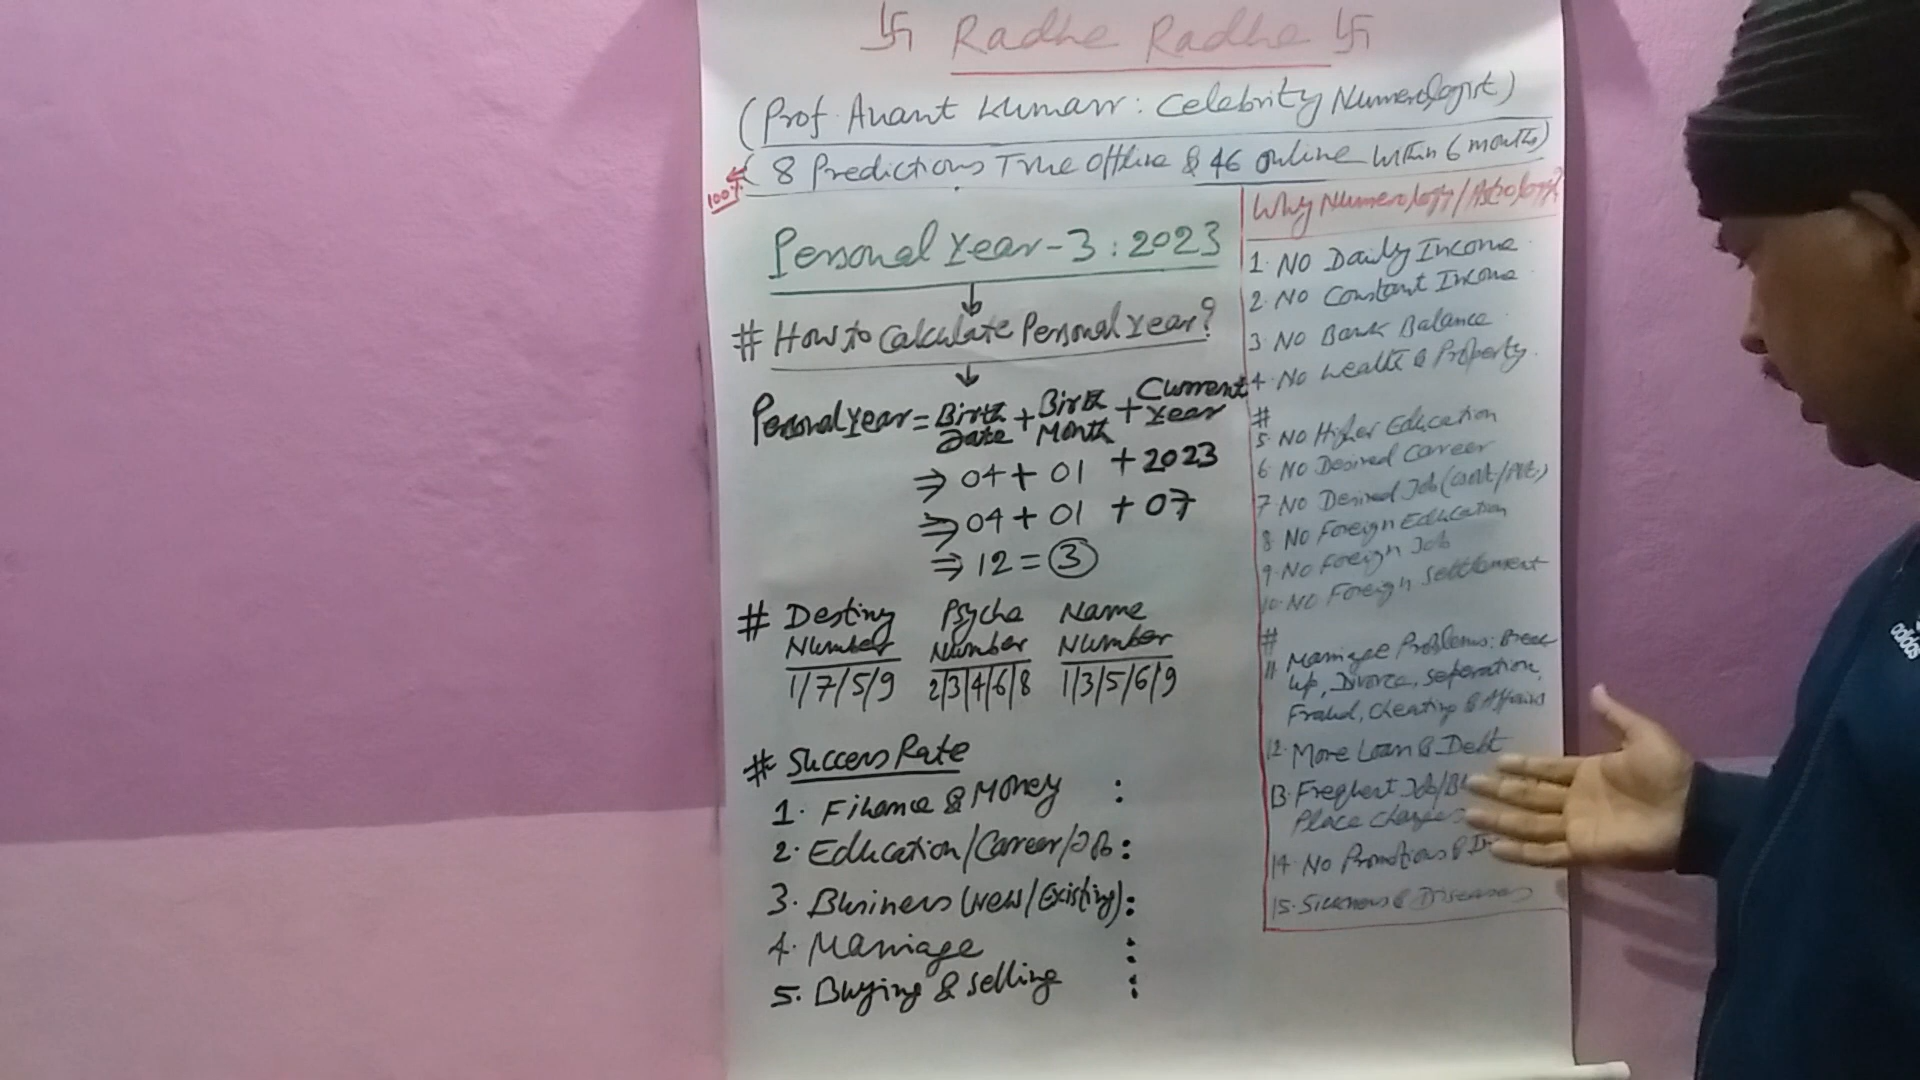 卐 Radhe Radhe 卐
(Prof. Anant Kumarr: Celebrity Numerologist)
100%
( 8 Predictions True Offline & 46 online within 6 months)
Personal Year-3: 2023
# How to Calculate Personal Year?
Personal Year = Birth Date + Birth Month + Current Year
⇒ 04 + 01 + 2023
⇒ 04 + 01 + 07
⇒ 12 = 3
# Destiny Number Psyche Number Name Number
1/7/5/9 2/3/4/6/8 1/3/5/6/9
# Success Rate
1. Finance & Money :
2. Education/Career/Job :
3. Business (New/Existing) :
4. Marriage :
5. Buying & Selling :
Why Numerology/Astrology?
1. NO Daily Income
2. NO Constant Income
3. NO Bank Balance
4. No Wealth & Property
#
5. NO Higher Education
6. NO Desired Career
7. NO Desired Job (Govt/Pvt.)
8. NO Foreign Education
9. NO Foreign Job
10. NO Foreign Settlement
#
11. Marriage Problems: Break
up, Divorce, Seperation,
Fraud, Cheating & Affairs
12. More Loan & Debt
13. Frequent Job/
Place Changes
14. No Promotions &
15. Sickness & Diseases
adidas